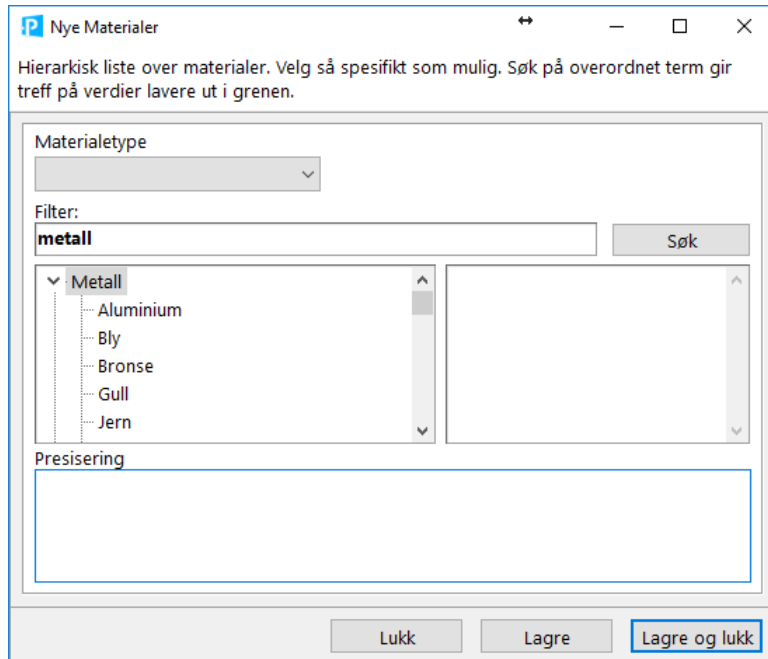 Nye Materialer
Hierarkisk liste over materialer. Velg så spesifikt som mulig. Søk på overordnet term gir
treff på verdier lavere ut i grenen.
Materialetype
Filter:
metall
Søk
Metall
Aluminium
Bly
Bronse
Gull
Jern
Presisering
Lukk
Lagre
Lagre og lukk